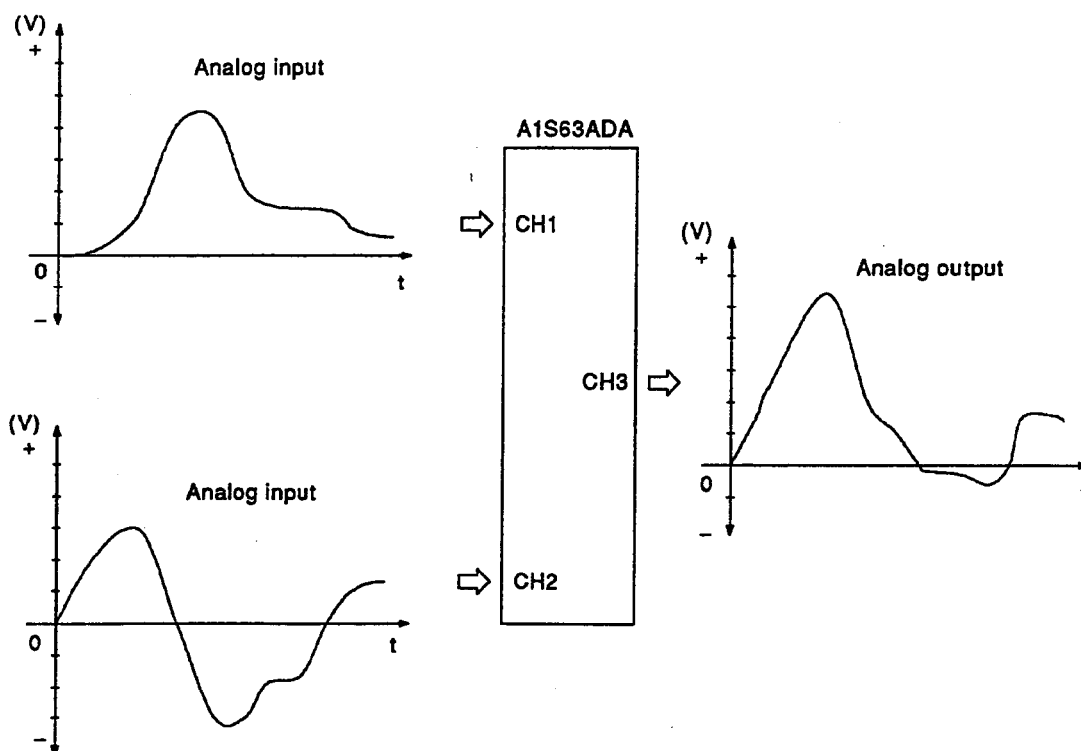 (V)
+
Analog input
0
t
−
A1S63ADA
CH1
CH3
CH2
(V)
+
Analog input
0
t
−
(V)
+
Analog output
0
−